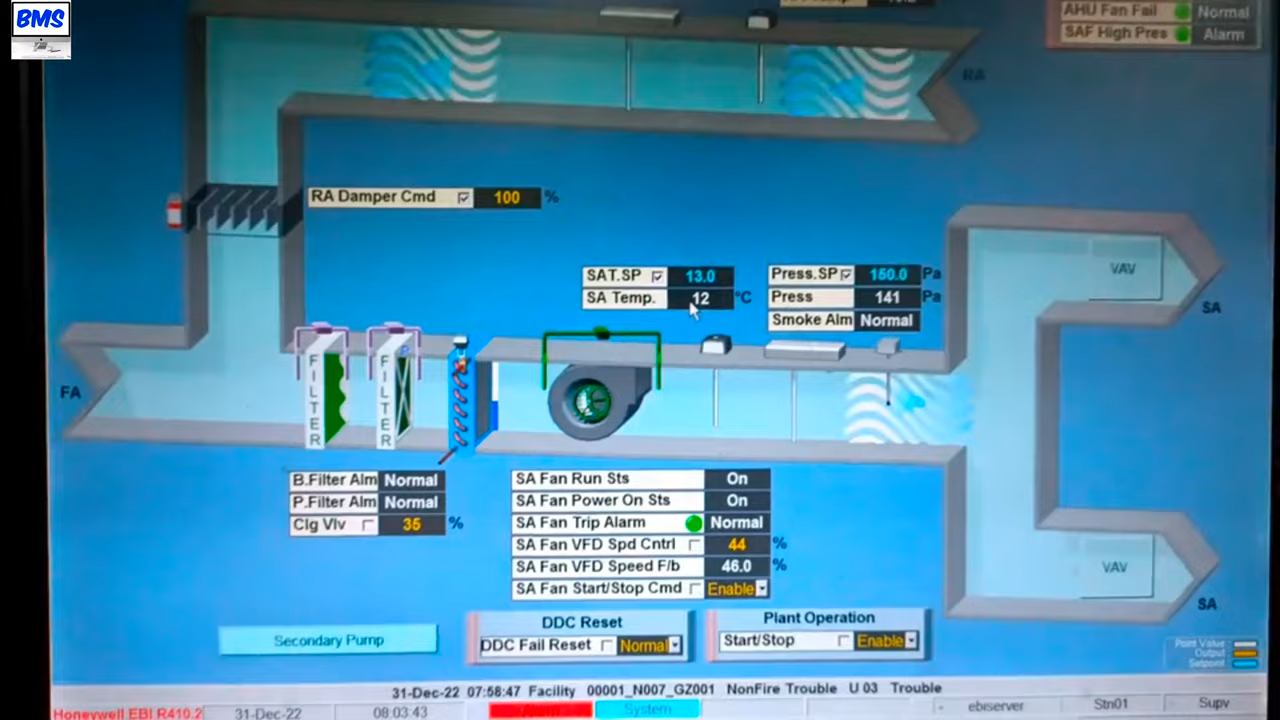 BMS
AHU Fan Fail Normal
SAF High Pres Alarm
RA
RA Damper Cmd 100 %
SAT.SP 13.0
SA Temp. 12 °C
Press.SP 150.0 Pa
Press 141 Pa
Smoke Alm Normal
VAV
SA
FA
FILTER
FILTER
B.Filter Alm Normal
P.Filter Alm Normal
Clg Vlv 35 %
SA Fan Run Sts On
SA Fan Power On Sts On
SA Fan Trip Alarm Normal
SA Fan VFD Spd Cntrl 44 %
SA Fan VFD Speed F/b 46.0 %
SA Fan Start/Stop Cmd Enable
VAV
SA
Secondary Pump
DDC Reset
DDC Fail Reset Normal
Plant Operation
Start/Stop Enable
Point Value
Output
Setpoint
31-Dec-22 07:58:47 Facility 00001_N007_GZ001 NonFire Trouble U 03 Trouble
Honeywell EBI R410.2 31-Dec-22 08:03:43 System ebiserver Stn01 Supv